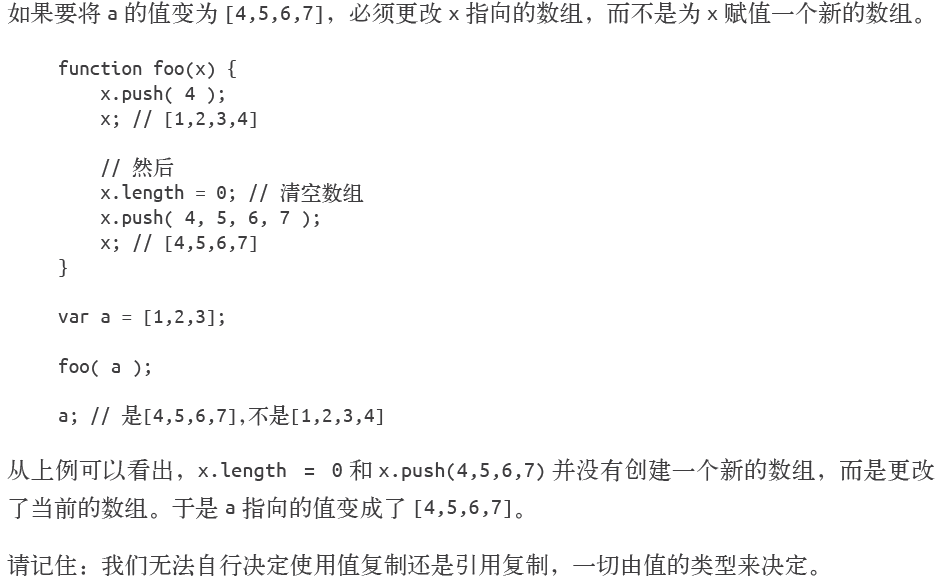 如果要将 a 的值变为 [4,5,6,7]，必须更改 x 指向的数组，而不是为 x 赋值一个新的数组。
function foo(x) {
    x.push( 4 );
    x; // [1,2,3,4]
    // 然后
    x.length = 0; // 清空数组
    x.push( 4, 5, 6, 7 );
    x; // [4,5,6,7]
}
var a = [1,2,3];
foo( a );
a; // 是[4,5,6,7],不是[1,2,3,4]
从上例可以看出，x.length = 0 和 x.push(4,5,6,7) 并没有创建一个新的数组，而是更改
了当前的数组。于是 a 指向的值变成了 [4,5,6,7]。
请记住：我们无法自行决定使用值复制还是引用复制，一切由值的类型来决定。